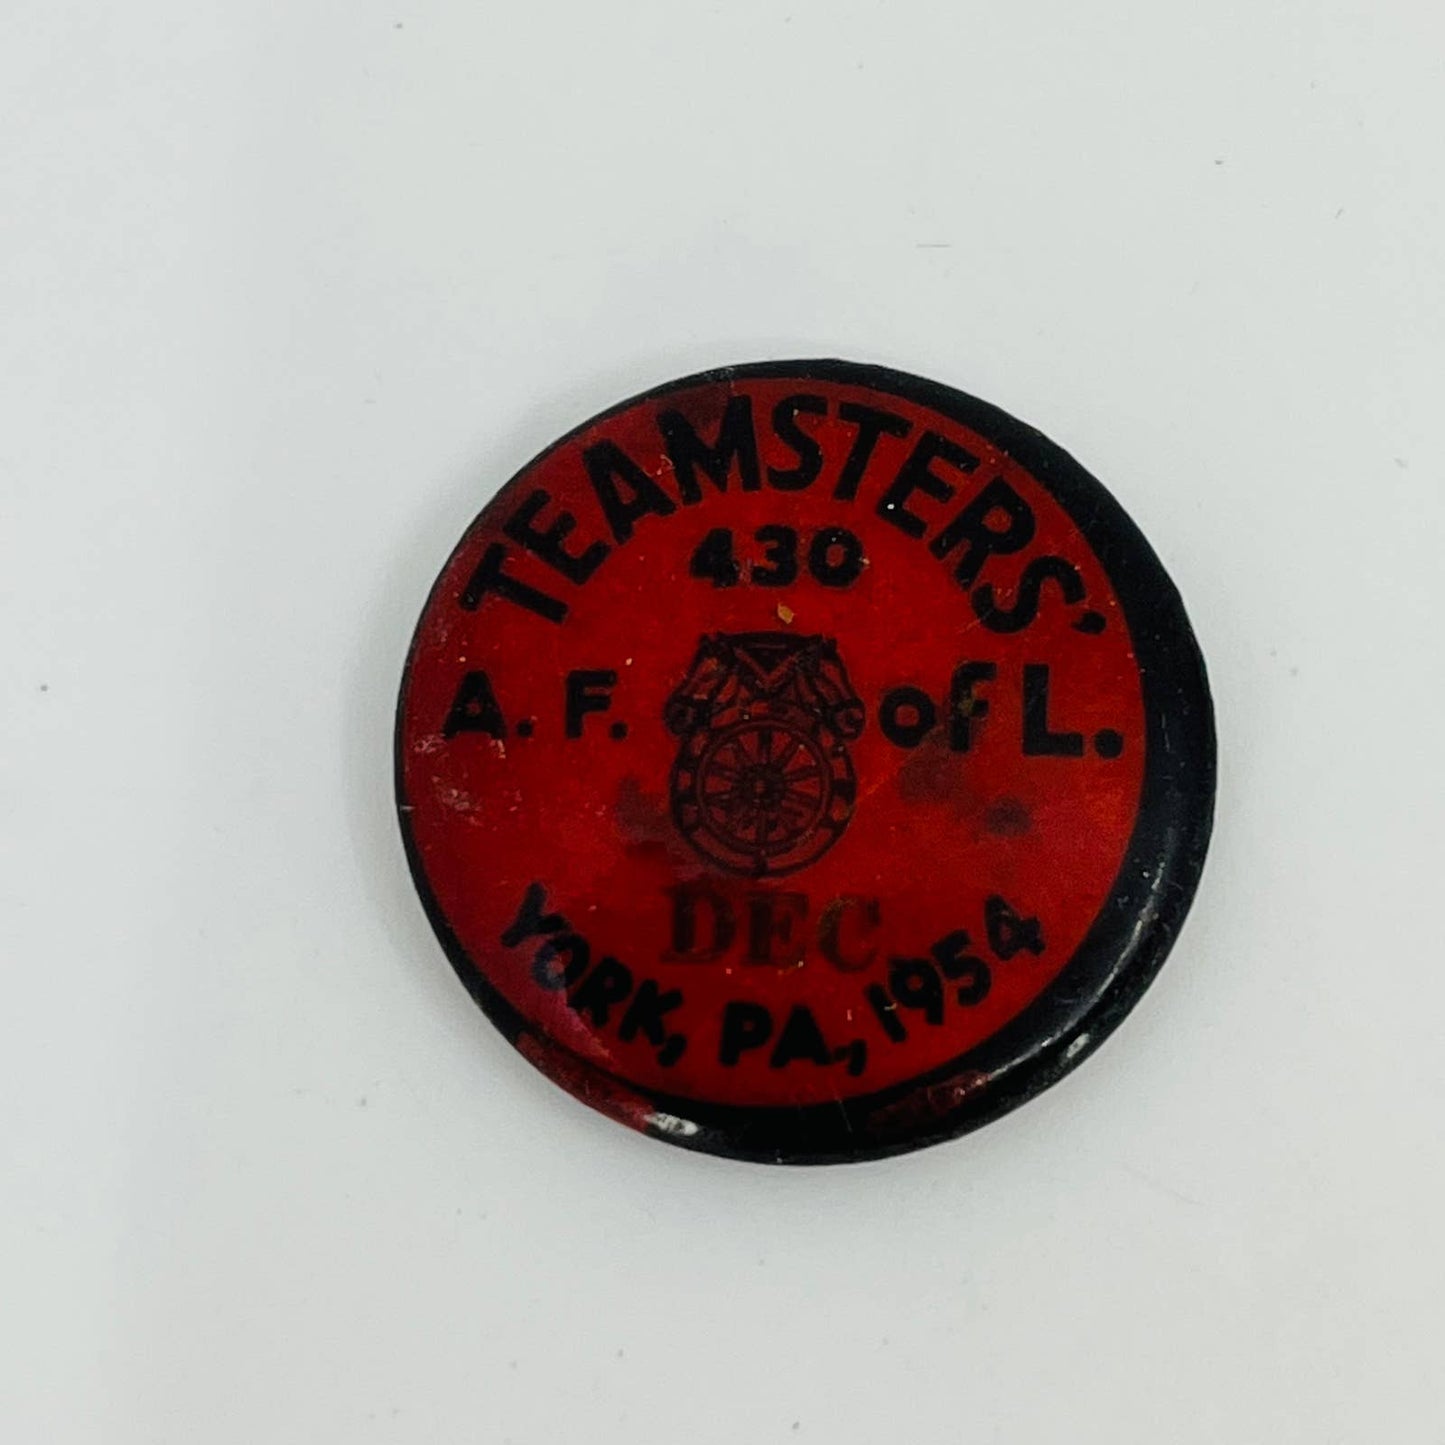 TEAMSTERS'
430
A. F. OF L.
DEC
YORK, PA., 1954